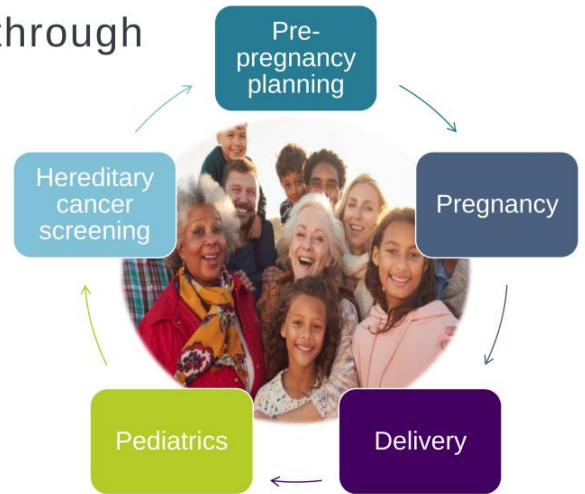 through
Pre-
pregnancy
planning
Hereditary
cancer
screening
Pregnancy
Pediatrics
Delivery